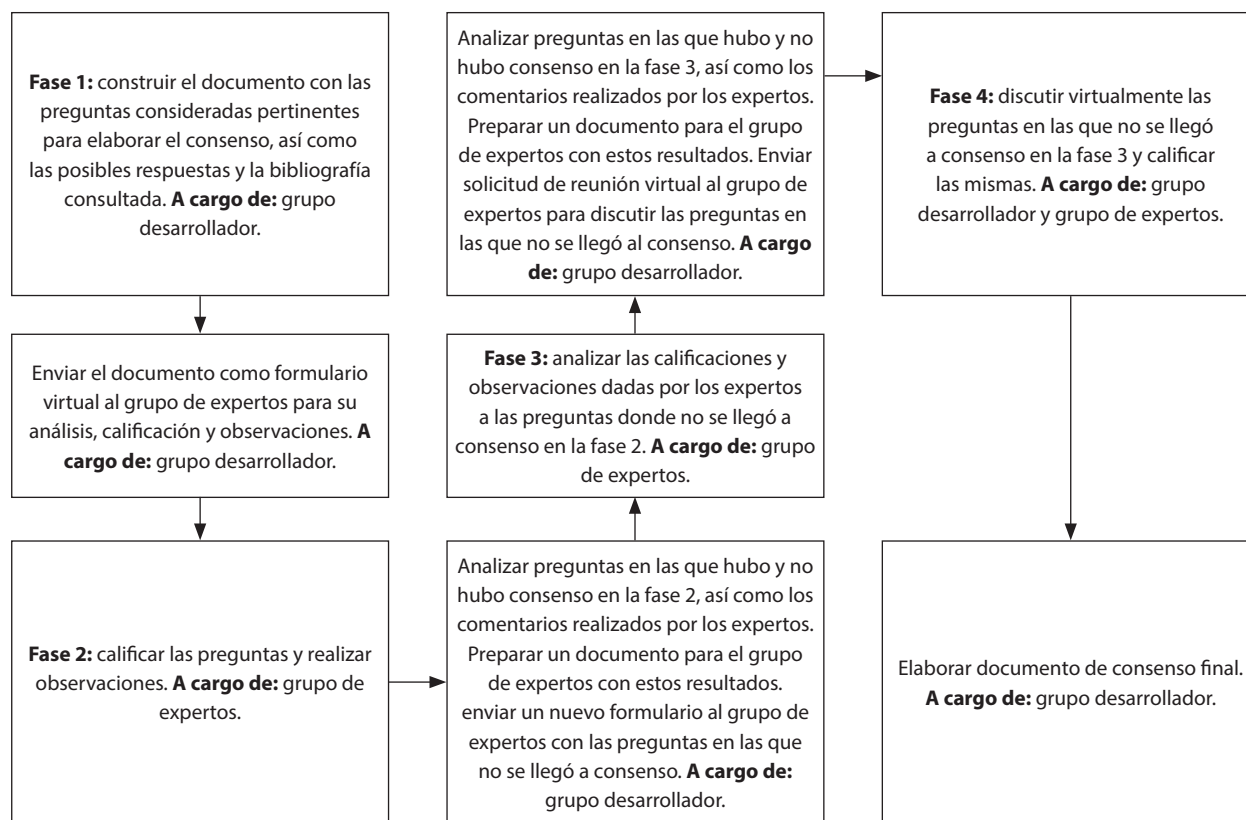 Fase 1: construir el documento con las
preguntas consideradas pertinentes
para elaborar el consenso, así como
las posibles respuestas y la bibliografía
consultada. A cargo de: grupo
desarrollador.
Enviar el documento como formulario
virtual al grupo de expertos para su
análisis, calificación y observaciones. A
cargo de: grupo desarrollador.
Fase 2: calificar las preguntas y realizar
observaciones. A cargo de: grupo de
expertos.
Analizar preguntas en las que hubo y no
hubo consenso en la fase 2, así como los
comentarios realizados por los expertos.
Preparar un documento para el grupo
de expertos con estos resultados.
enviar un nuevo formulario al grupo de
expertos con las preguntas en las que
no se llegó a consenso. A cargo de:
grupo desarrollador.
Fase 3: analizar las calificaciones y
observaciones dadas por los expertos
a las preguntas donde no se llegó a
consenso en la fase 2. A cargo de: grupo
de expertos.
Analizar preguntas en las que hubo y no
hubo consenso en la fase 3, así como los
comentarios realizados por los expertos.
Preparar un documento para el grupo
de expertos con estos resultados. Enviar
solicitud de reunión virtual al grupo de
expertos para discutir las preguntas en
las que no se llegó al consenso. A cargo
de: grupo desarrollador.
Fase 4: discutir virtualmente las
preguntas en las que no se llegó
a consenso en la fase 3 y calificar
las mismas. A cargo de: grupo
desarrollador y grupo de expertos.
Elaborar documento de consenso final.
A cargo de: grupo desarrollador.